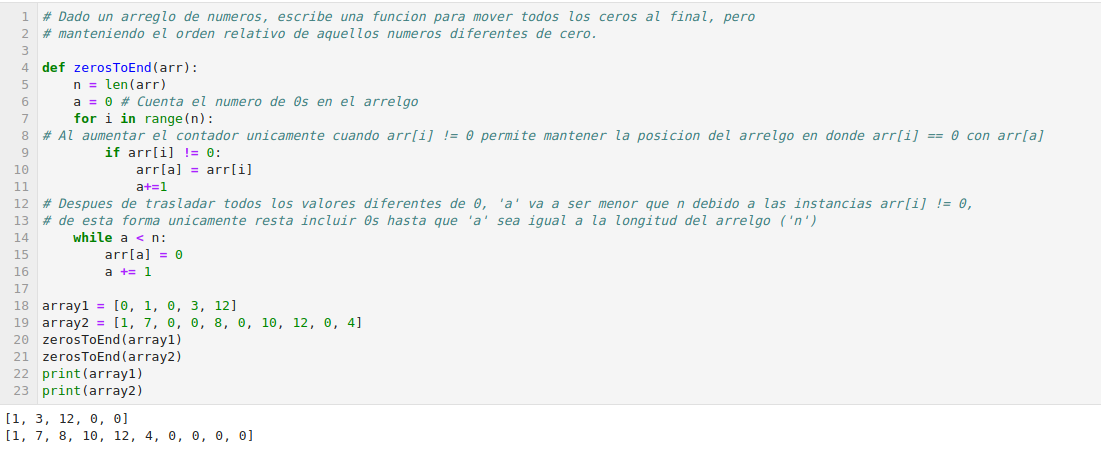 1 # Dado un arreglo de numeros, escribe una funcion para mover todos los ceros al final, pero
2 # manteniendo el orden relativo de aquellos numeros diferentes de cero.
3
4 def zerosToEnd(arr):
5     n = len(arr)
6     a = 0 # Cuenta el numero de 0s en el arrelgo
7     for i in range(n):
8 # Al aumentar el contador unicamente cuando arr[i] != 0 permite mantener la posicion del arrelgo en donde arr[i] == 0 con arr[a]
9         if arr[i] != 0:
10             arr[a] = arr[i]
11             a+=1
12 # Despues de trasladar todos los valores diferentes de 0, 'a' va a ser menor que n debido a las instancias arr[i] != 0,
13 # de esta forma unicamente resta incluir 0s hasta que 'a' sea igual a la longitud del arrelgo ('n')
14     while a < n:
15         arr[a] = 0
16         a += 1
17
18 array1 = [0, 1, 0, 3, 12]
19 array2 = [1, 7, 0, 0, 8, 0, 10, 12, 0, 4]
20 zerosToEnd(array1)
21 zerosToEnd(array2)
22 print(array1)
23 print(array2)
[1, 3, 12, 0, 0]
[1, 7, 8, 10, 12, 4, 0, 0, 0, 0]